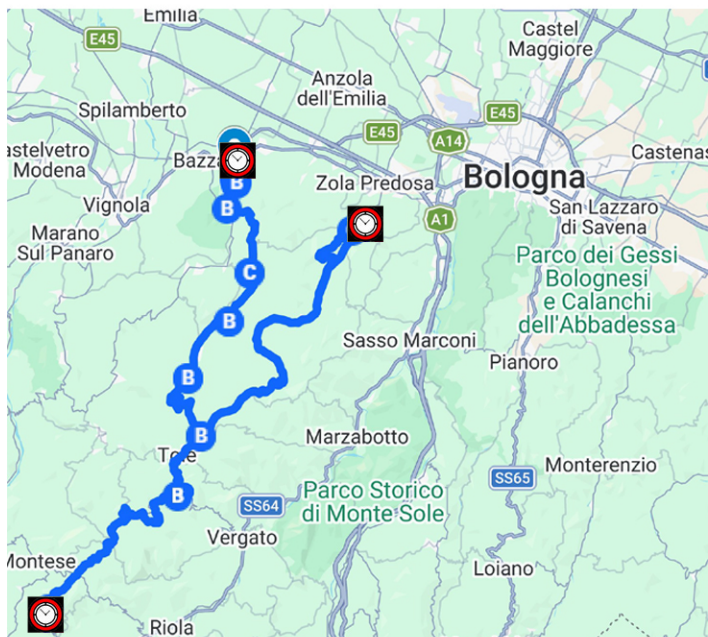 Emilia
Castel
Maggiore
E45
Anzola
dell'Emilia
Spilamberto
E45
E45
A14
astelvetro
Modena
Bazza
Castenas
Zola Predosa
Bologna
B
Vignola
B
San Lazzaro
di Savena
Marano
Sul Panaro
A1
Parco dei Gessi
Bolognesi
e Calanchi
dell'Abbadessa
C
B
Sasso Marconi
Pianoro
B
B
Marzabotto
Tolè
Monterenzio
B
Parco Storico
di Monte Sole
SS65
SS64
Vergato
Montese
Loiano
Riola